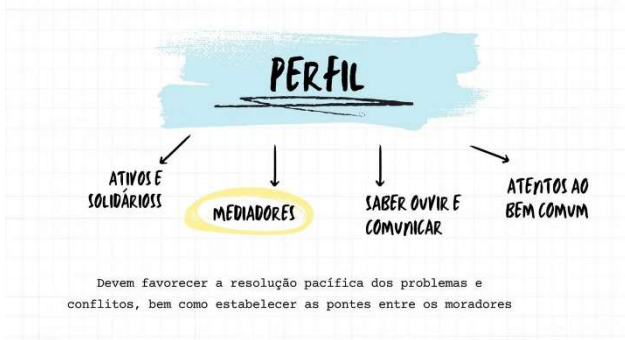 PERFIL
ATIVOS E
SOLIDÁRIOSS
MEDIADORES
SABER OUVIR E
COMUNICAR
ATENTOS AO
BEM COMUM
Devem favorecer a resolução pacífica dos problemas e
conflitos, bem como estabelecer as pontes entre os moradores